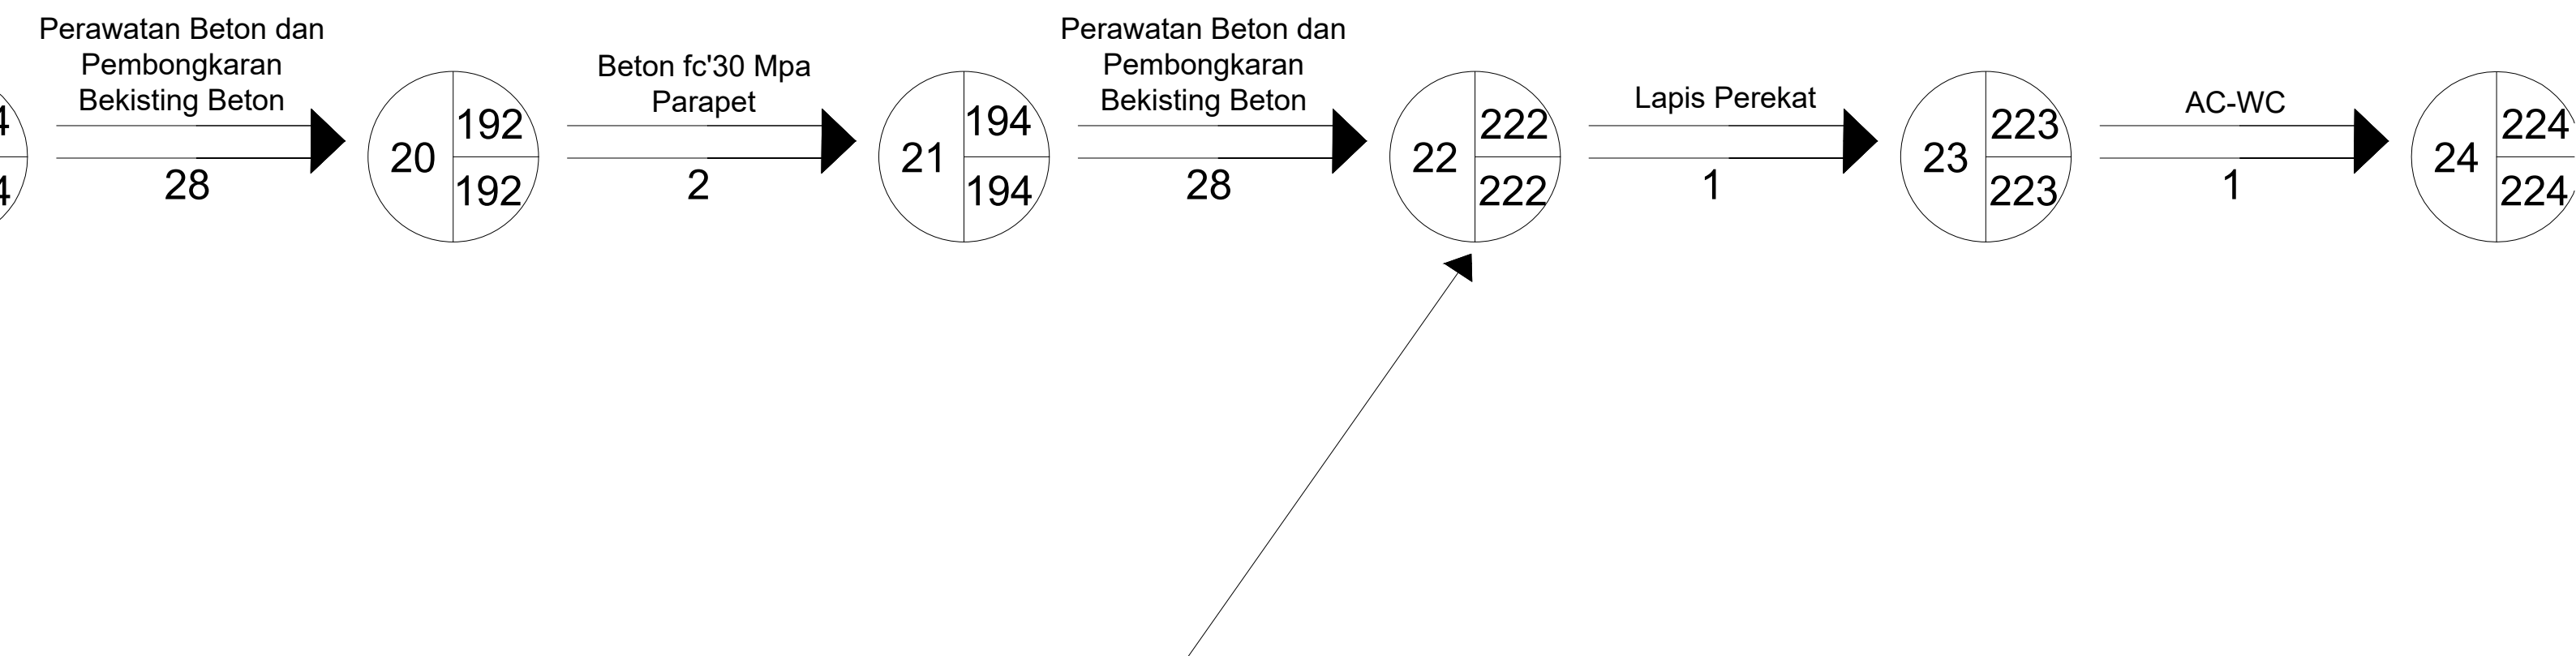 Perawatan Beton dan
Pembongkaran
Bekisting Beton
28
20
192
192
Beton fc'30 Mpa
Parapet
2
21
194
194
Perawatan Beton dan
Pembongkaran
Bekisting Beton
28
22
222
222
Lapis Perekat
1
23
223
223
AC-WC
1
24
224
224